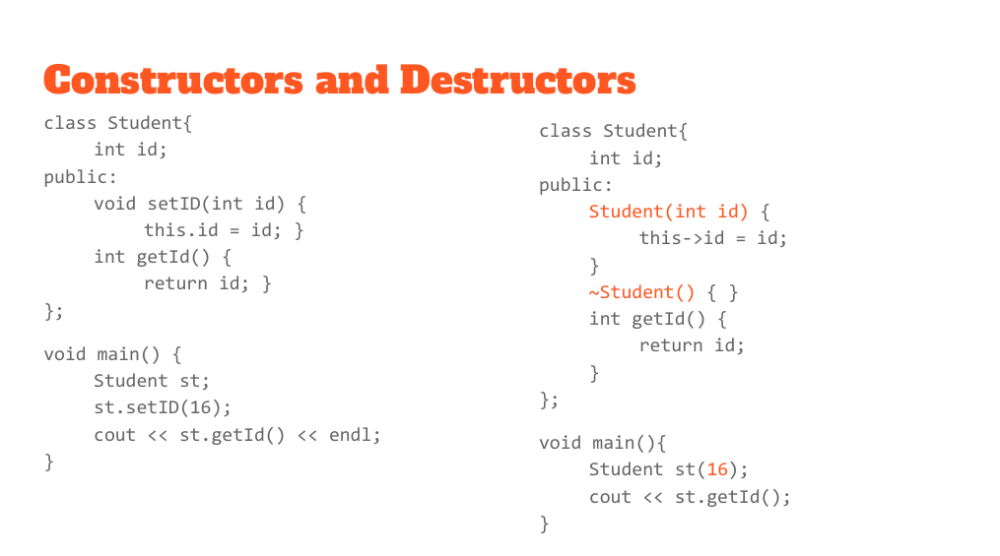 Constructors and Destructors
class Student{
int id;
public:
void setID(int id) {
this.id = id; }
int getId() {
return id; }
};
void main() {
Student st;
st.setID(16);
cout << st.getId() << endl;
}
class Student{
int id;
public:
Student(int id) {
this->id = id;
}
~Student() { }
int getId() {
return id;
}
};
void main(){
Student st(16);
cout << st.getId();
}